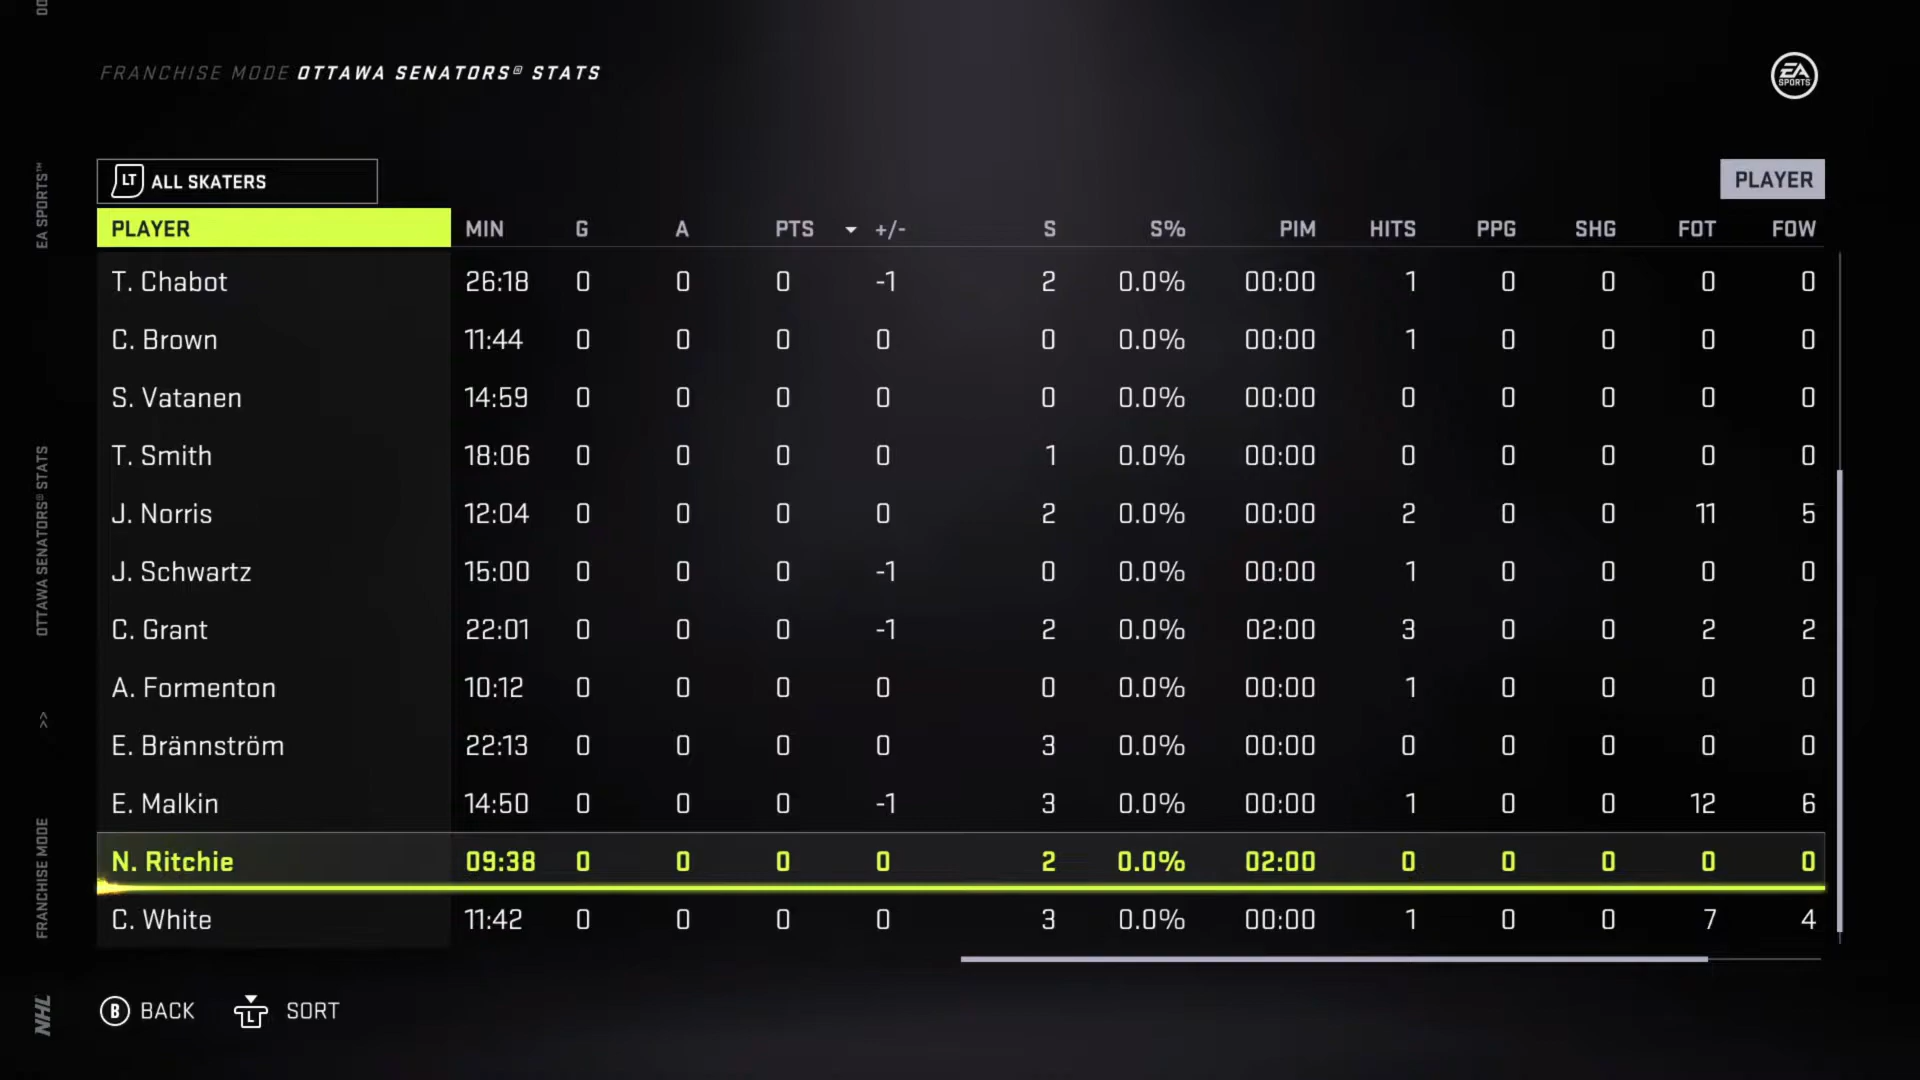 FRANCHISE MODE OTTAWA SENATORS® STATS
EA SPORTS
LT ALL SKATERS
PLAYER
PLAYER MIN G A PTS +/- S S% PIM HITS PPG SHG FOT FOW
T. Chabot 26:18 0 0 0 -1 2 0.0% 00:00 1 0 0 0 0
C. Brown 11:44 0 0 0 0 0 0.0% 00:00 1 0 0 0 0
S. Vatanen 14:59 0 0 0 0 0 0.0% 00:00 0 0 0 0 0
T. Smith 18:06 0 0 0 0 1 0.0% 00:00 0 0 0 0 0
J. Norris 12:04 0 0 0 0 2 0.0% 00:00 2 0 0 11 5
J. Schwartz 15:00 0 0 0 -1 0 0.0% 00:00 1 0 0 0 0
C. Grant 22:01 0 0 0 -1 2 0.0% 02:00 3 0 0 2 2
A. Formenton 10:12 0 0 0 0 0 0.0% 00:00 1 0 0 0 0
E. Brännström 22:13 0 0 0 0 3 0.0% 00:00 0 0 0 0 0
E. Malkin 14:50 0 0 0 -1 3 0.0% 00:00 1 0 0 12 6
N. Ritchie 09:38 0 0 0 0 2 0.0% 02:00 0 0 0 0 0
C. White 11:42 0 0 0 0 3 0.0% 00:00 1 0 0 7 4
B BACK L SORT
NHL
FRANCHISE MODE
>>
OTTAWA SENATORS® STATS
EA SPORTS™